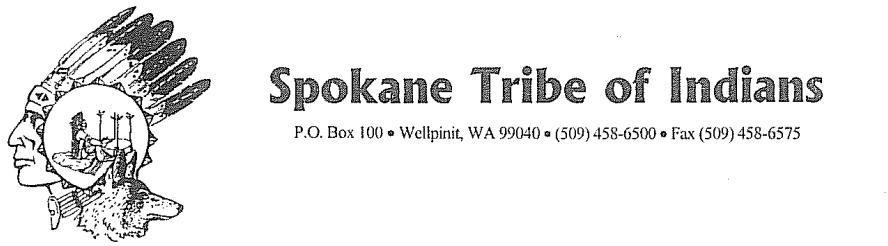 Spokane Tribe of Indians
P.O. Box 100 • Wellpinit, WA 99040 • (509) 458-6500 • Fax (509) 458-6575